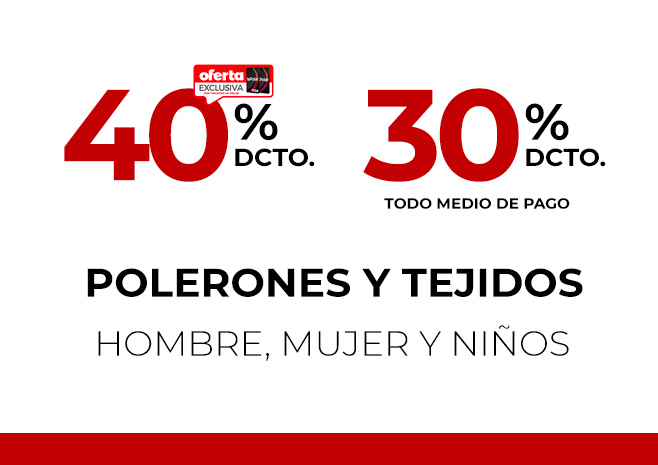 oferta
EXCLUSIVA
40% DCTO.
30% DCTO.
TODO MEDIO DE PAGO
POLERONES Y TEJIDOS
HOMBRE, MUJER Y NIÑOS